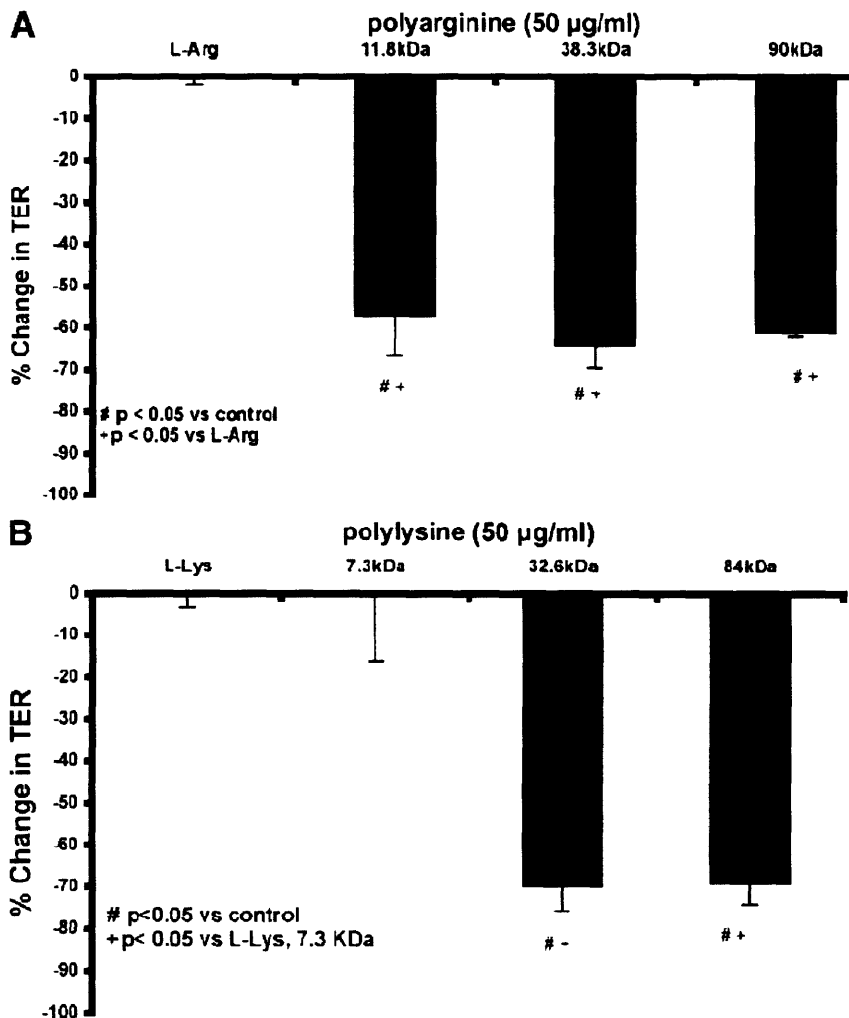 A
polyarginine (50 µg/ml)
L-Arg 11.8kDa 38.3kDa 90kDa
% Change in TER
0
-10
-20
-30
-40
-50
-60
-70
-80
-90
-100
# +
# +
# +
# p < 0.05 vs control
+p < 0.05 vs L-Arg
B
polylysine (50 µg/ml)
L-Lys 7.3kDa 32.6kDa 84kDa
% Change in TER
0
-10
-20
-30
-40
-50
-60
-70
-80
-90
-100
# -
# +
# p<0.05 vs control
+p< 0.05 vs L-Lys, 7.3 KDa